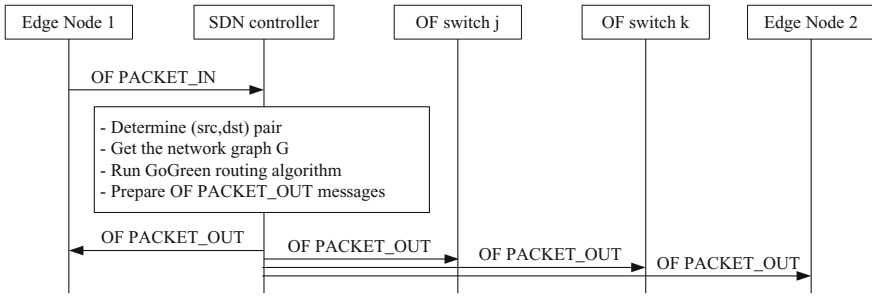 Edge Node 1
SDN controller
OF switch j
OF switch k
Edge Node 2
OF PACKET_IN
- Determine (src,dst) pair
- Get the network graph G
- Run GoGreen routing algorithm
- Prepare OF PACKET_OUT messages
OF PACKET_OUT
OF PACKET_OUT
OF PACKET_OUT
OF PACKET_OUT